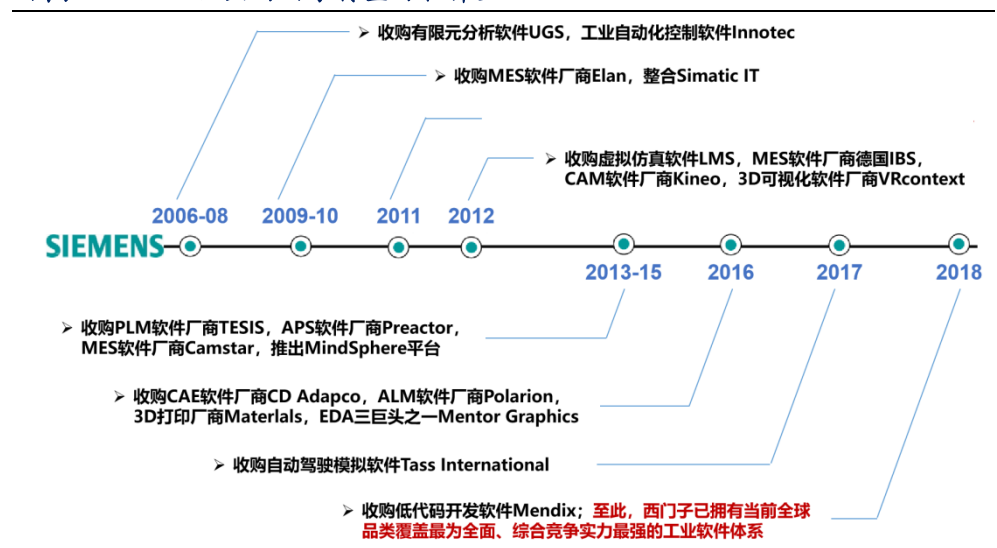 收购有限元分析软件UGS，工业自动化控制软件Innotec
收购MES软件厂商Elan，整合Simatic IT
收购虚拟仿真软件LMS，MES软件厂商德国IBS，
CAM软件厂商Kineo，3D可视化软件厂商VRcontext
2006-08 2009-10 2011 2012
SIEMENS
2013-15 2016 2017 2018
收购PLM软件厂商TESIS，APS软件厂商Preactor，
MES软件厂商Camstar，推出MindSphere平台
收购CAE软件厂商CD Adapco，ALM软件厂商Polarion，
3D打印厂商Materlals，EDA三巨头之一Mentor Graphics
收购自动驾驶模拟软件Tass International
收购低代码开发软件Mendix；至此，西门子已拥有当前全球
品类覆盖最为全面、综合竞争实力最强的工业软件体系